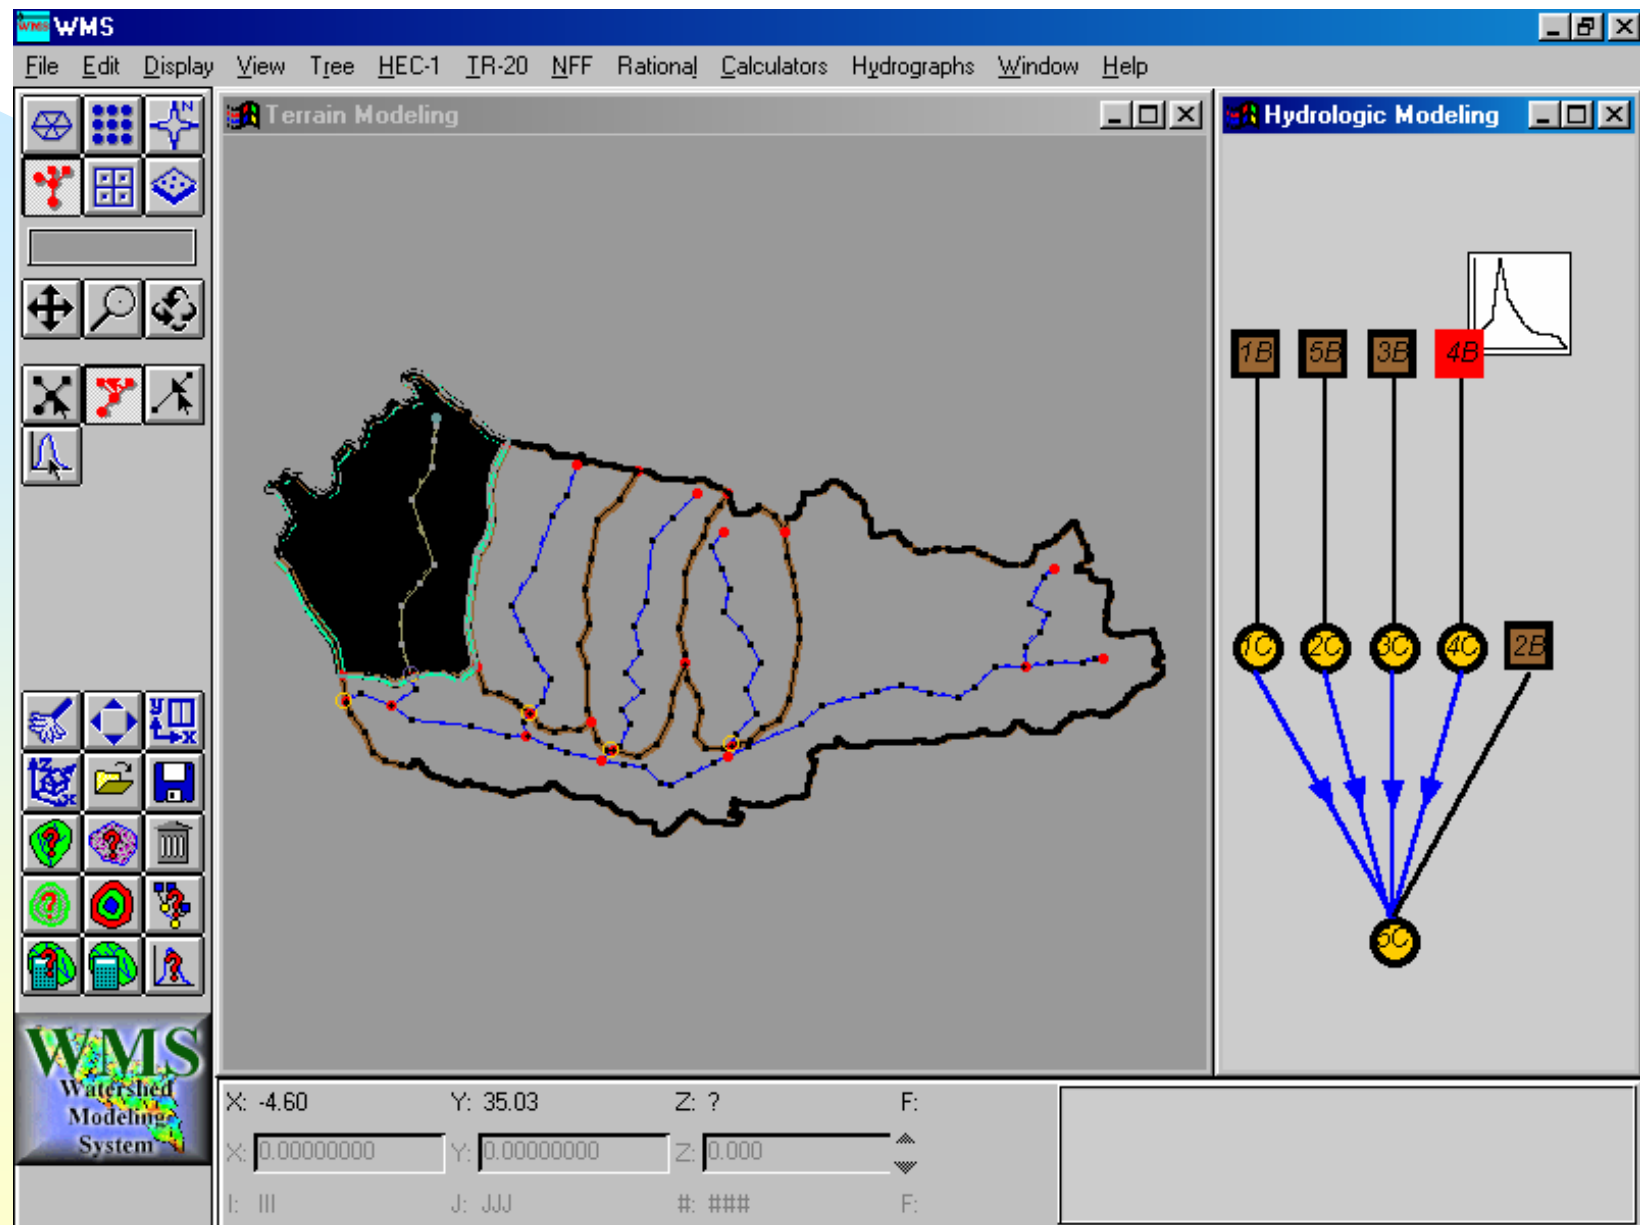 WMS WMS
File Edit Display View Tree HEC-1 TR-20 NFF Rational Calculators Hydrographs Window Help
Terrain Modeling
Hydrologic Modeling
N
1B 5B 3B 4B
1C 2C 3C 4C 2B
5C
y x
z x
? ?
? ?
? ?
WMS
Watershed
Modeling
System
X: -4.60 Y: 35.03 Z: ? F:
X: 0.00000000 Y: 0.00000000 Z: 0.000
I: III J: JJJ #: ### F: